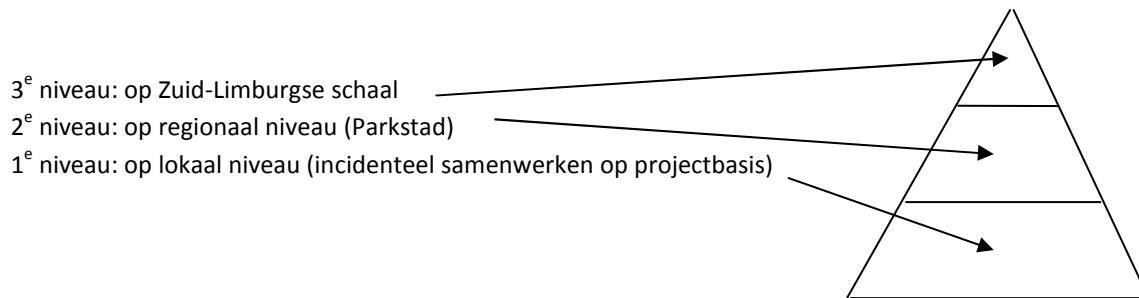 3e niveau: op Zuid-Limburgse schaal
2e niveau: op regionaal niveau (Parkstad)
1e niveau: op lokaal niveau (incidenteel samenwerken op projectbasis)